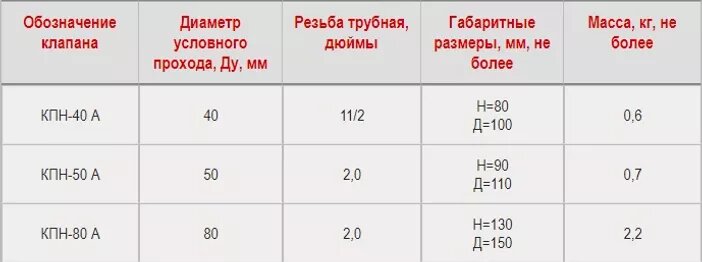 Обозначение клапана
Диаметр условного прохода, Ду, мм
Резьба трубная, дюймы
Габаритные размеры, мм, не более
Масса, кг, не более
КПН-40 А
40
11/2
Н=80
Д=100
0,6
КПН-50 А
50
2,0
Н=90
Д=110
0,7
КПН-80 А
80
2,0
Н=130
Д=150
2,2